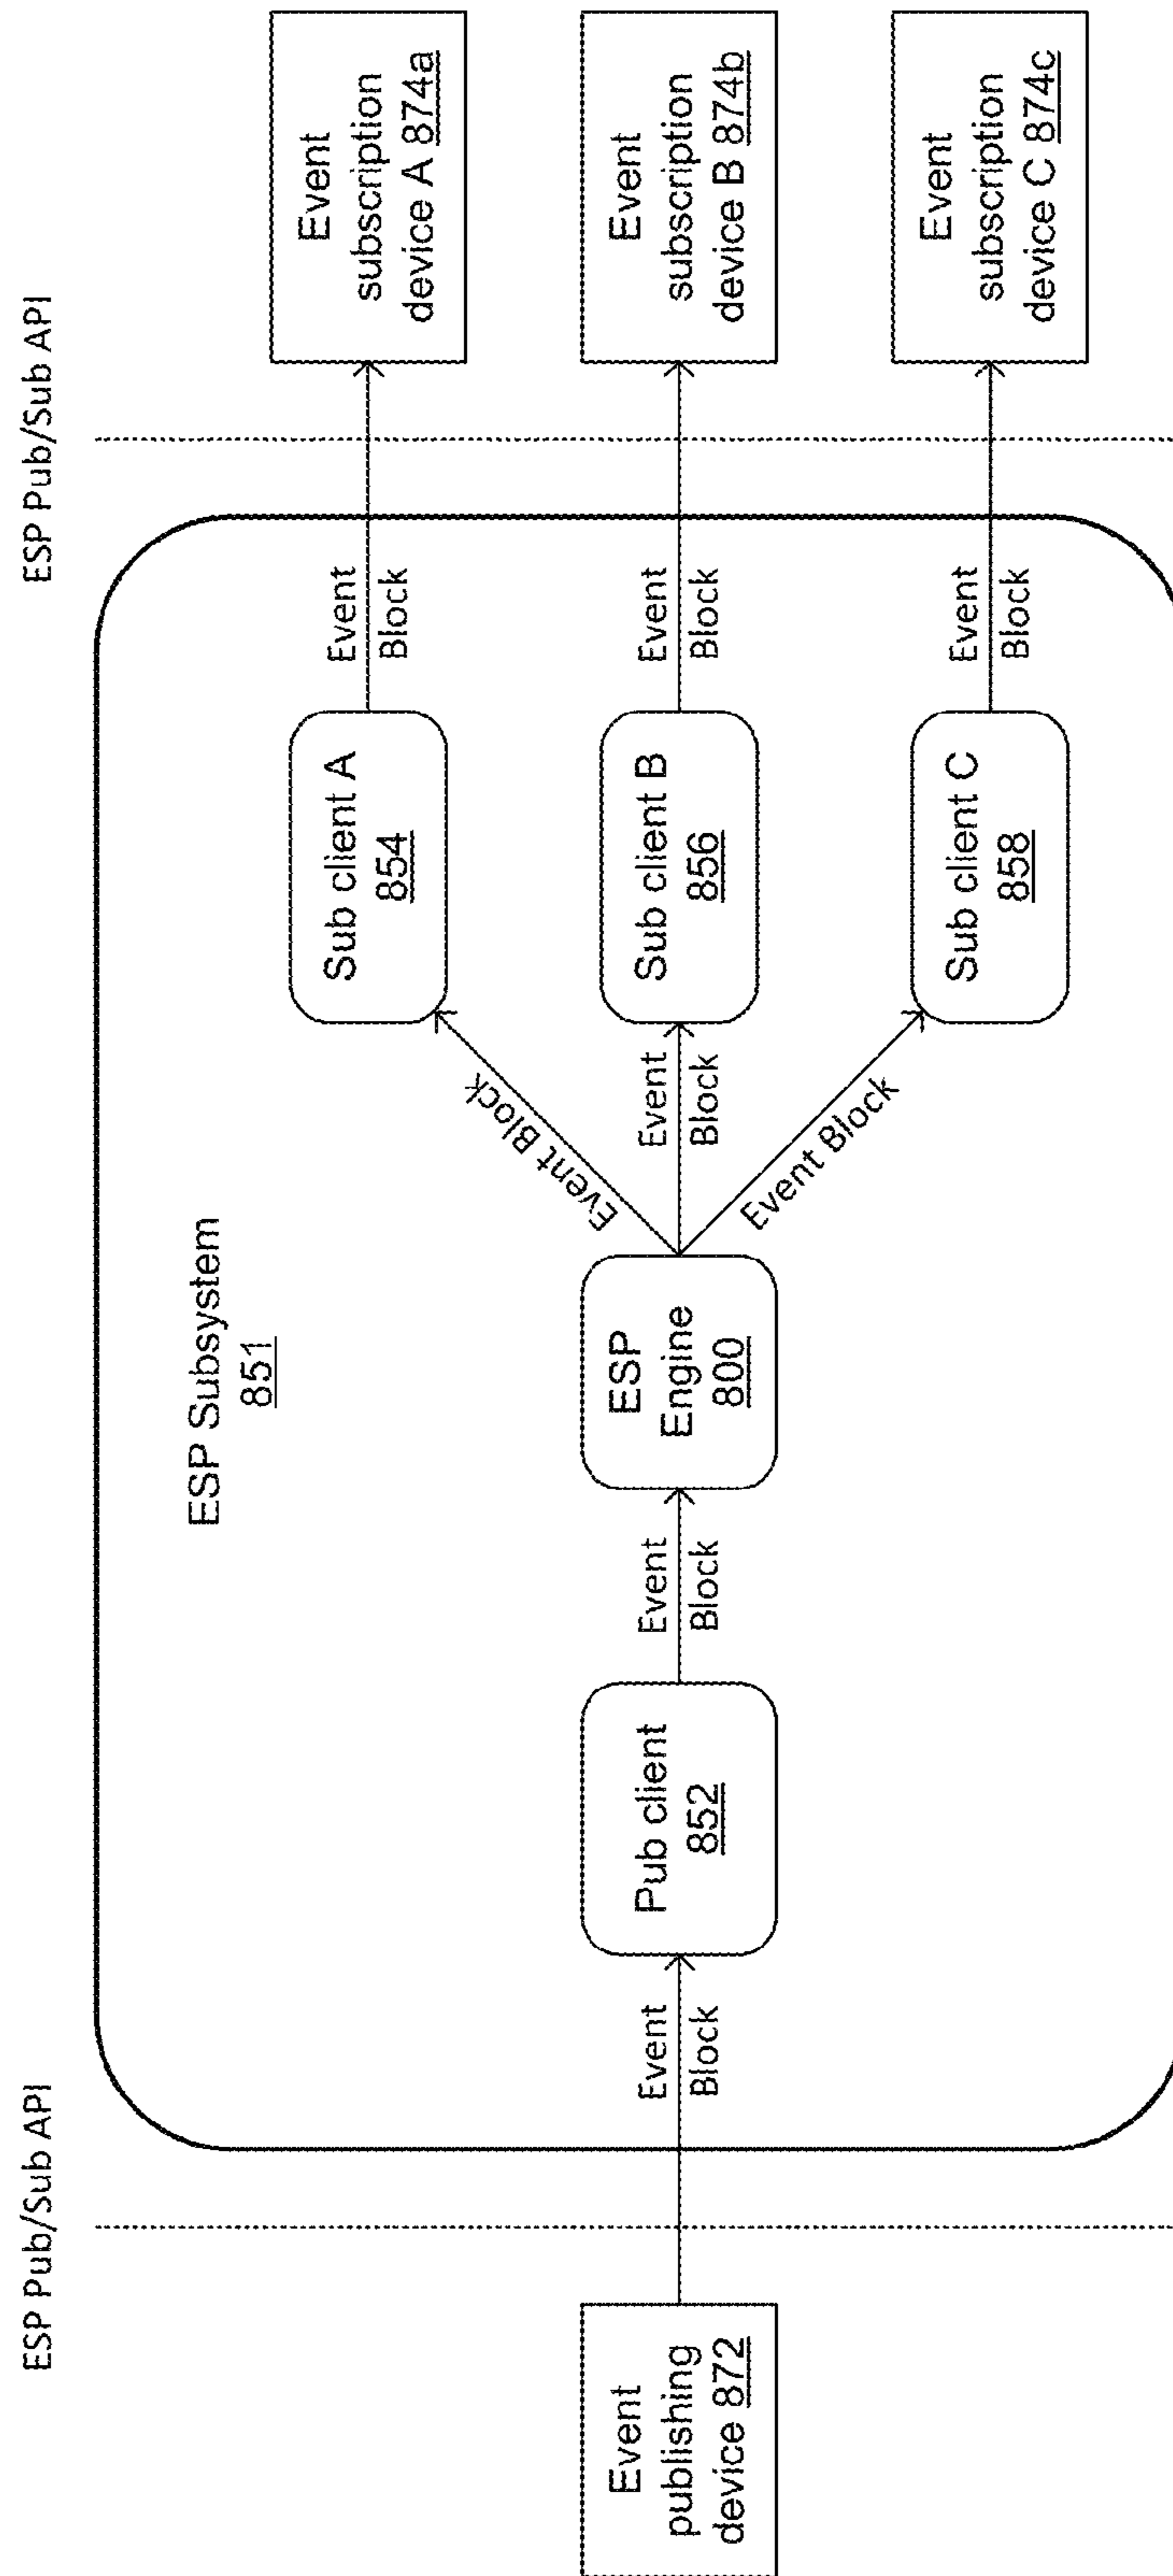 ESP Pub/Sub API
ESP Pub/Sub API
ESP Subsystem
851
Event
publishing
device 872
Event
Block
Pub client
852
Event
Block
ESP
Engine
800
Event Block
Event
Block
Event Block
Sub client A
854
Sub client B
856
Sub client C
858
Event
Block
Event
Block
Event
Block
Event
subscription
device A 874a
Event
subscription
device B 874b
Event
subscription
device C 874c